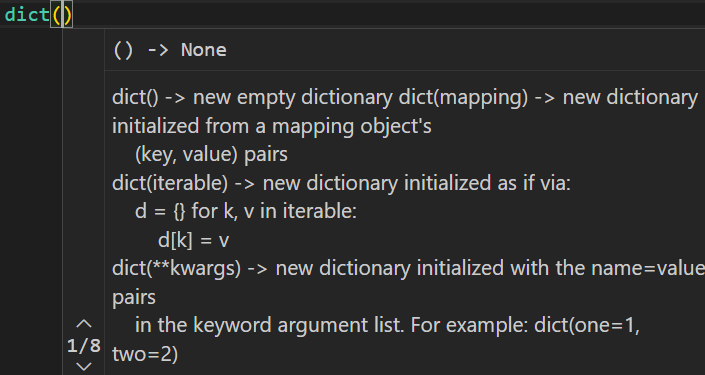 dict()
() -> None
dict() -> new empty dictionary dict(mapping) -> new dictionary
initialized from a mapping object's
(key, value) pairs
dict(iterable) -> new dictionary initialized as if via:
d = {} for k, v in iterable:
d[k] = v
dict(**kwargs) -> new dictionary initialized with the name=value
pairs
in the keyword argument list. For example: dict(one=1,
two=2)
1/8